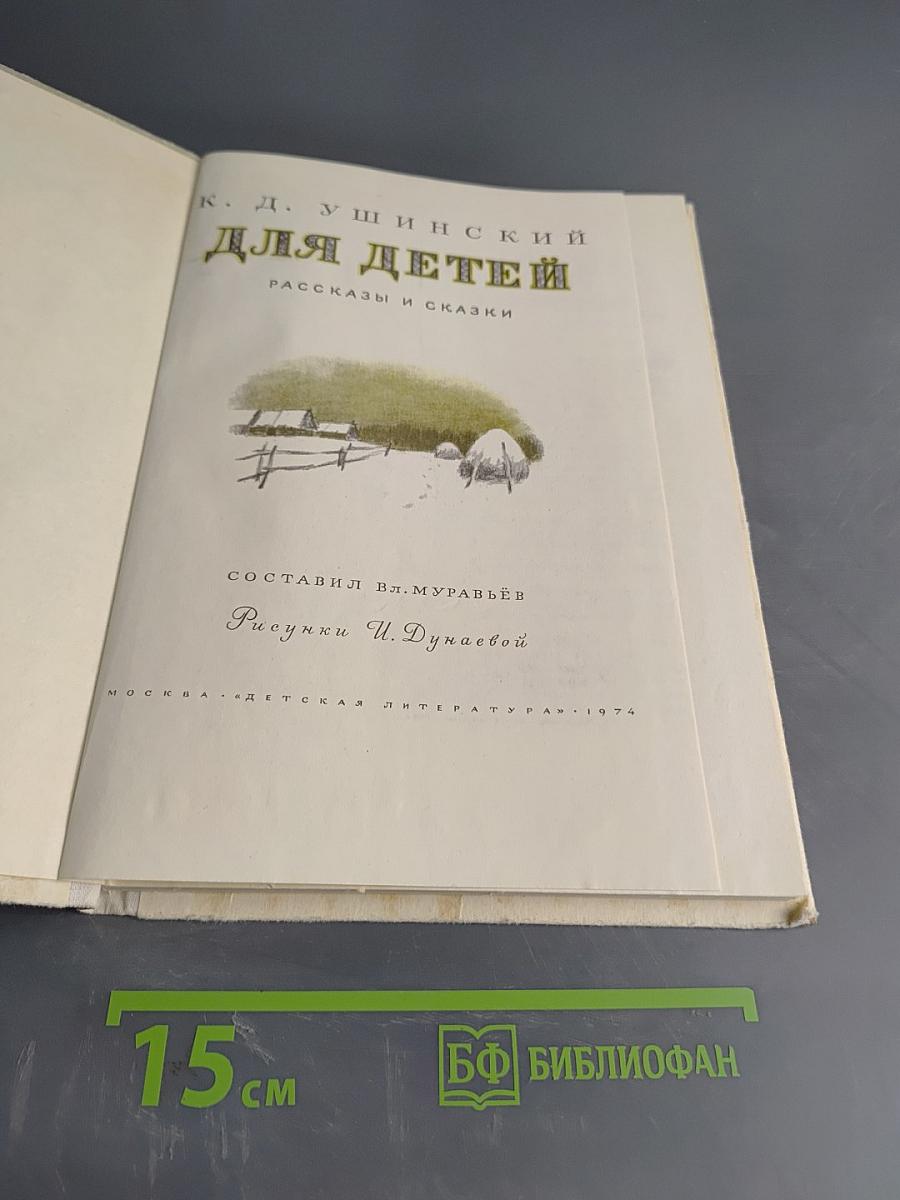 К. Д. УШИНСКИЙ
ДЛЯ ДЕТЕЙ
РАССКАЗЫ И СКАЗКИ
СОСТАВИЛ Вл. МУРАВЬЁВ
Рисунки И. Дунаевой
МОСКВА · «ДЕТСКАЯ ЛИТЕРАТУРА» · 1974
15 см
БФ БИБЛИОФАН